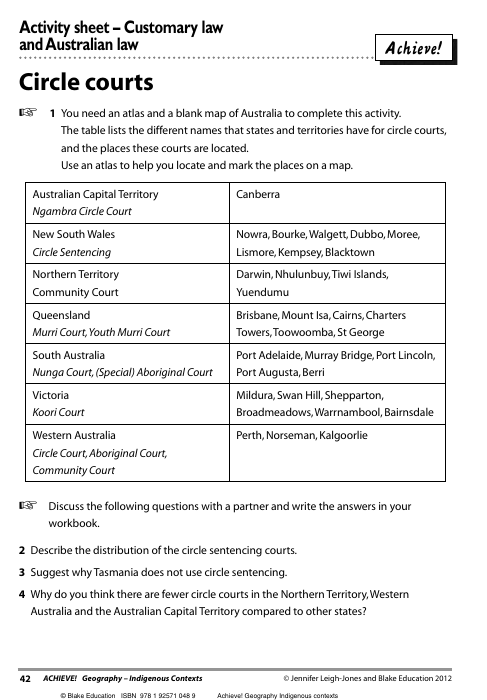 Activity sheet – Customary law
and Australian law
Achieve!
Circle courts
1 You need an atlas and a blank map of Australia to complete this activity.
The table lists the different names that states and territories have for circle courts,
and the places these courts are located.
Use an atlas to help you locate and mark the places on a map.
Australian Capital Territory
Ngambra Circle Court
Canberra
New South Wales
Circle Sentencing
Nowra, Bourke, Walgett, Dubbo, Moree,
Lismore, Kempsey, Blacktown
Northern Territory
Community Court
Darwin, Nhulunbuy, Tiwi Islands,
Yuendumu
Queensland
Murri Court, Youth Murri Court
Brisbane, Mount Isa, Cairns, Charters
Towers, Toowoomba, St George
South Australia
Nunga Court, (Special) Aboriginal Court
Port Adelaide, Murray Bridge, Port Lincoln,
Port Augusta, Berri
Victoria
Koori Court
Mildura, Swan Hill, Shepparton,
Broadmeadows, Warrnambool, Bairnsdale
Western Australia
Circle Court, Aboriginal Court,
Community Court
Perth, Norseman, Kalgoorlie
Discuss the following questions with a partner and write the answers in your
workbook.
2 Describe the distribution of the circle sentencing courts.
3 Suggest why Tasmania does not use circle sentencing.
4 Why do you think there are fewer circle courts in the Northern Territory, Western
Australia and the Australian Capital Territory compared to other states?
42 ACHIEVE! Geography – Indigenous Contexts © Jennifer Leigh-Jones and Blake Education 2012
© Blake Education ISBN 978 1 92571 048 9 Achieve! Geography Indigenous contexts